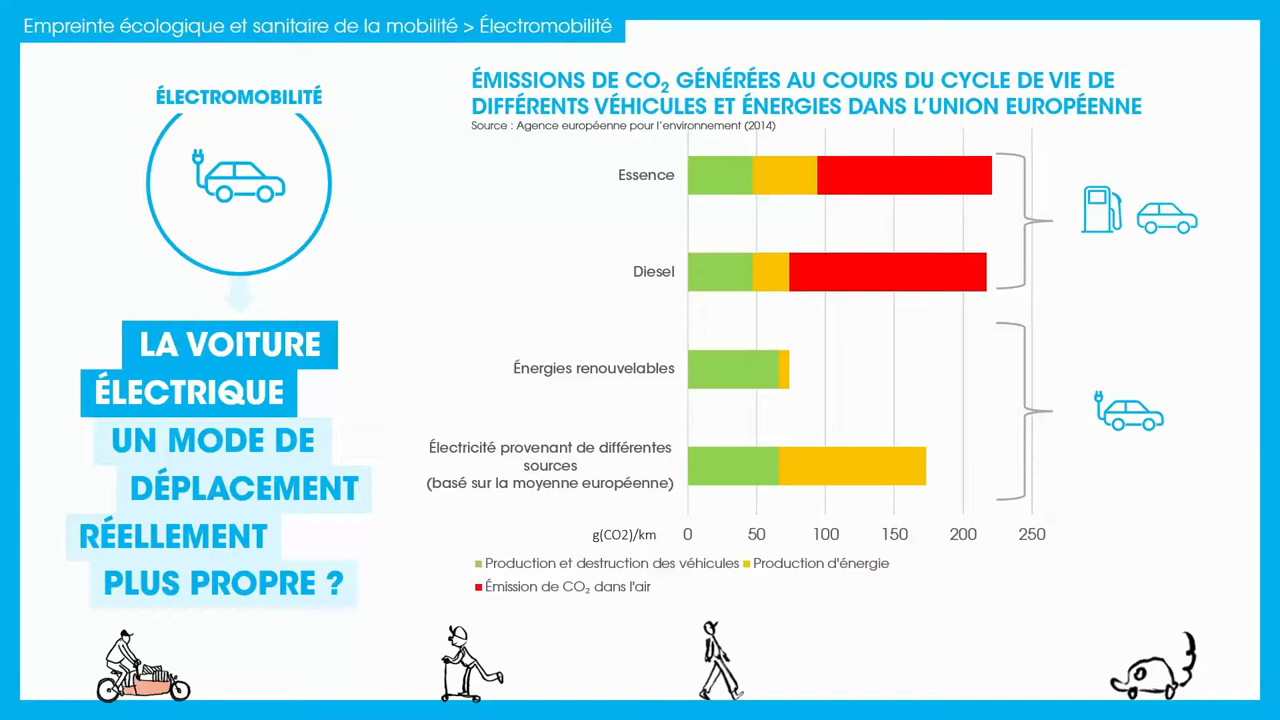 Empreinte écologique et sanitaire de la mobilité > Électromobilité
ÉLECTROMOBILITÉ
LA VOITURE
ÉLECTRIQUE
UN MODE DE
DÉPLACEMENT
RÉELLEMENT
PLUS PROPRE ?
ÉMISSIONS DE CO₂ GÉNÉRÉES AU COURS DU CYCLE DE VIE DE
DIFFÉRENTS VÉHICULES ET ÉNERGIES DANS L'UNION EUROPÉENNE
Source : Agence européenne pour l'environnement (2014)
Essence
Diesel
Énergies renouvelables
Électricité provenant de différentes
sources
(basé sur la moyenne européenne)
g(CO2)/km 0 50 100 150 200 250
Production et destruction des véhicules Production d'énergie
Émission de CO₂ dans l'air